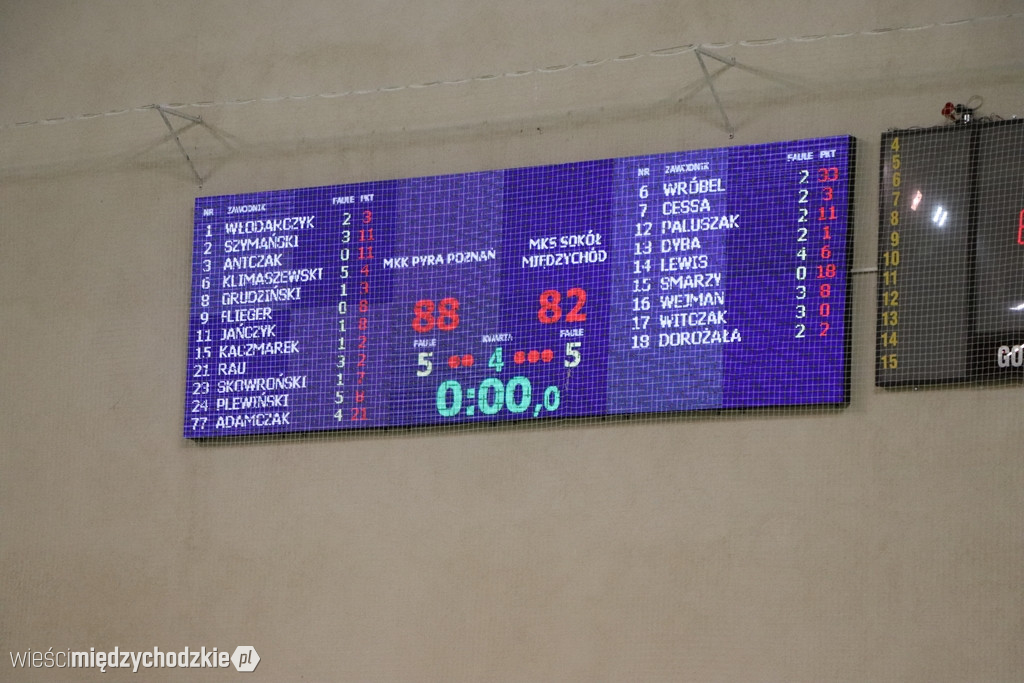 NR ZAWODNIK FAULE PKT
1 WŁODARCZYK 2 3
2 SZYMAŃSKI 3 11
3 ANTCZAK 0 11
6 KLIMASZEWSKI 5 4
8 GRUDZIŃSKI 1
9 FLIEGER 0 8
11 JAŃCZYK 1 8
15 KACZMAREK 1 2
21 RAU 3 2
23 SKOWROŃSKI 1 7
24 PLEWIŃSKI 5
77 ADAMCZAK 4 21
MKK PYRA POZNAŃ
88
MKS SOKÓŁ
MIĘDZYCHÓD
82
FAULE KWARTA FAULE
5 4 5
0:00,0
NR ZAWODNIK FAULE PKT
6 WRÓBEL 2 33
7 CESSA 2 3
12 PALUSZAK 2 11
13 DYBA 2 1
14 LEWIS 4 6
15 SMARZY 0 18
16 WEJMAN 3 8
17 WITCZAK 3 0
18 DOROŻAŁA 2 2
4
5
6
7
8
9
10
11
12
13
14
15
GO
wieścimiędzychodzkie.pl